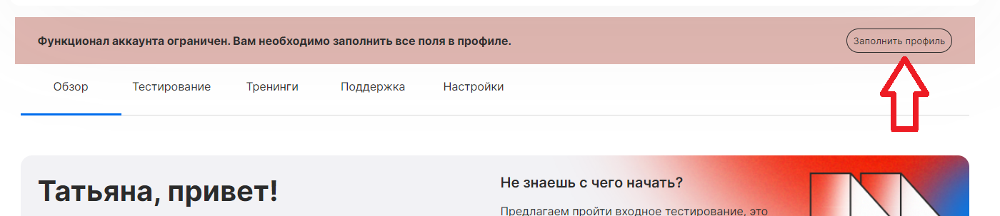 Функционал аккаунта ограничен. Вам необходимо заполнить все поля в профиле.
Заполнить профиль
Обзор Тестирование Тренинги Поддержка Настройки
Татьяна, привет!
Не знаешь с чего начать?
Предлагаем пройти входное тестирование, это